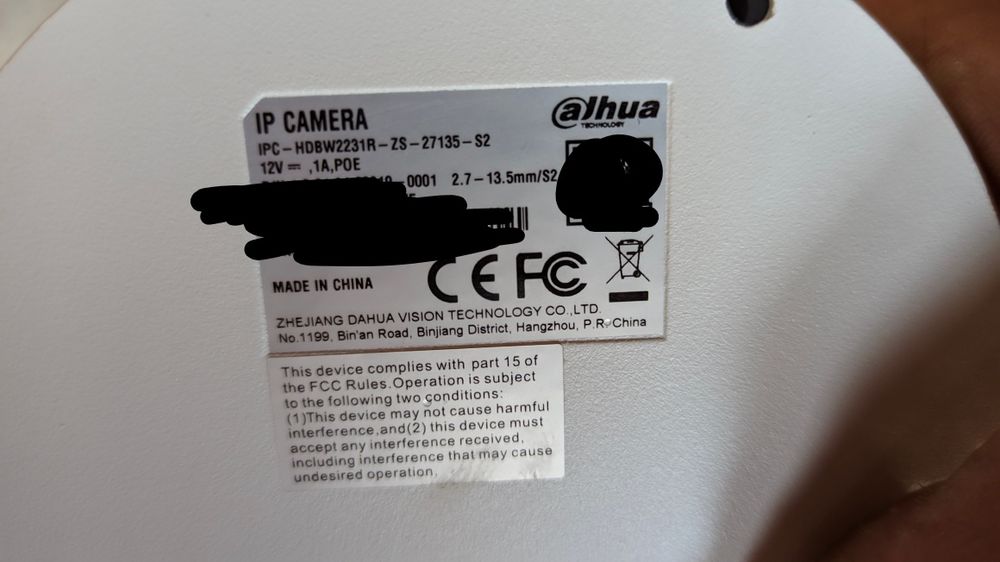 IP CAMERA
alhua
TECHNOLOGY
IPC-HDBW2231R-ZS-27135-S2
12V⎓,1A,POE
-0001 2.7-13.5mm/S2
MADE IN CHINA
CE FC
ZHEJIANG DAHUA VISION TECHNOLOGY CO.,LTD.
No.1199, Bin'an Road, Binjiang District, Hangzhou, P.R. China
This device complies with part 15 of
the FCC Rules.Operation is subject
to the following two conditions:
(1)This device may not cause harmful
interference,and(2) this device must
accept any interference received,
including interference that may cause
undesired operation.